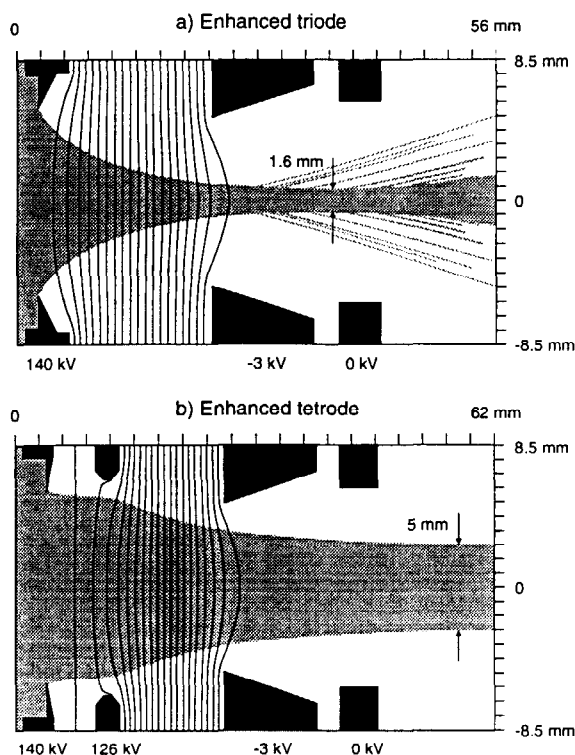 a) Enhanced triode
0 56 mm
8.5 mm
1.6 mm
0
-8.5 mm
140 kV -3 kV 0 kV
b) Enhanced tetrode
0 62 mm
8.5 mm
5 mm
0
-8.5 mm
140 kV 126 kV -3 kV 0 kV